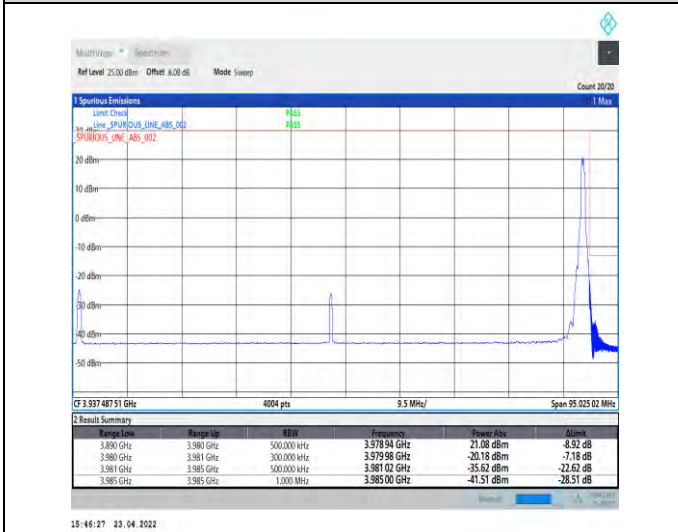 MultiView Spectrum
Ref Level 25.00 dBm Offset 8.08 dB Mode Sweep
Count 20/20
1 Spurious Emissions 1 Max
Limit Check PASS
Line _SPURIOUS_LINE_ABS_002 PASS
_SPURIOUS_LINE_ABS_002
20 dBm
10 dBm
0 dBm
-10 dBm
-20 dBm
-30 dBm
-40 dBm
-50 dBm
CF 3.937 487 51 GHz 4004 pts 9.5 MHz/ Span 95.025 02 MHz
2 Result Summary
Range Low Range Up RBW Frequency Power Abs ΔLimit
3.890 GHz 3.980 GHz 500.000 kHz 3.978 94 GHz 21.08 dBm -8.92 dB
3.980 GHz 3.981 GHz 300.000 kHz 3.979 98 GHz -20.18 dBm -7.18 dB
3.981 GHz 3.985 GHz 500.000 kHz 3.981 02 GHz -35.62 dBm -22.62 dB
3.985 GHz 3.985 GHz 1.000 MHz 3.985 00 GHz -41.51 dBm -28.51 dB
15:46:27 23.04.2022